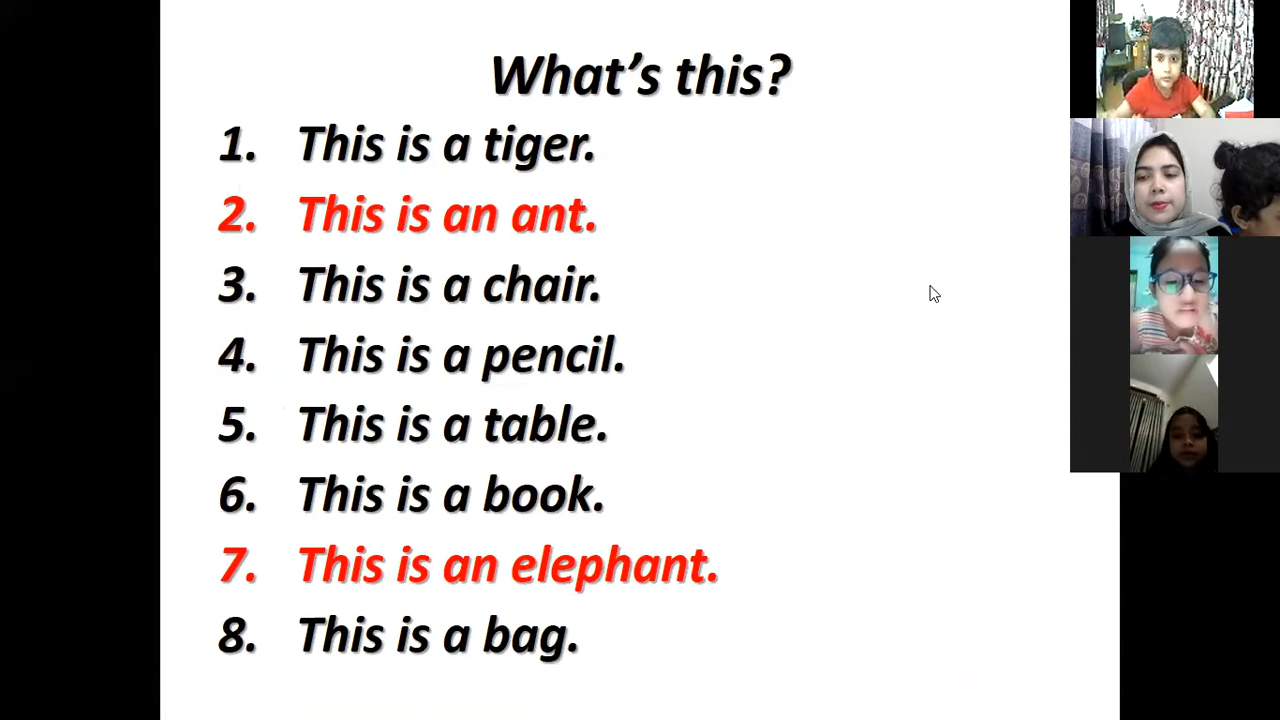 What's this?
1. This is a tiger.
2. This is an ant.
3. This is a chair.
4. This is a pencil.
5. This is a table.
6. This is a book.
7. This is an elephant.
8. This is a bag.